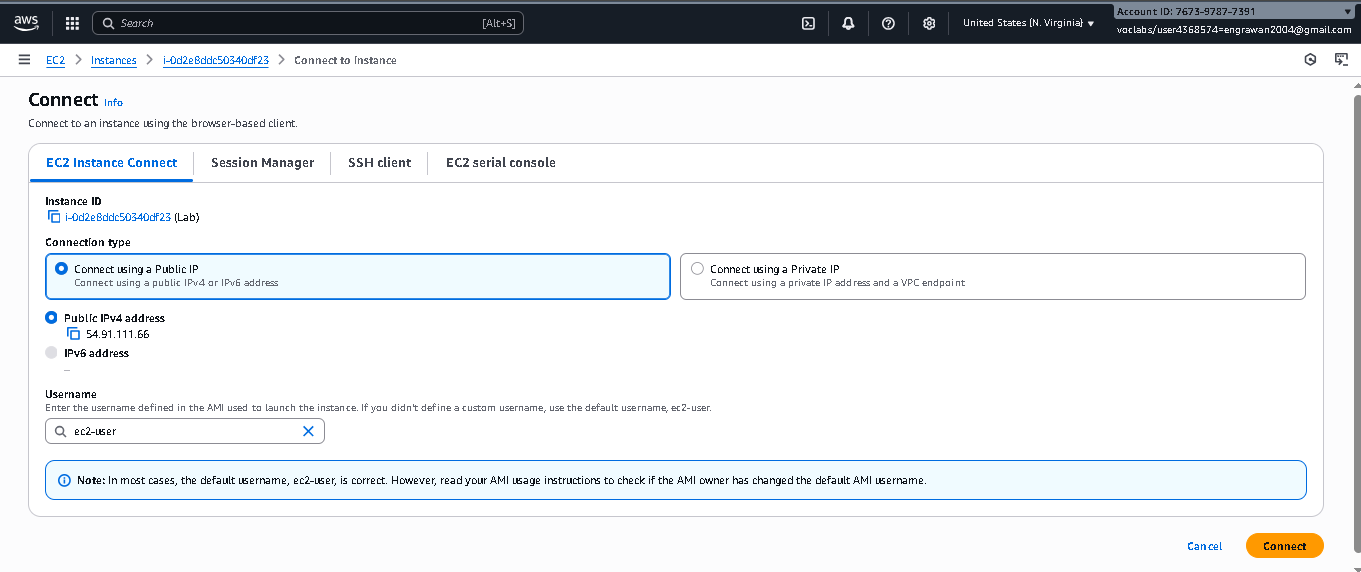 aws
Search [Alt+S]
United States (N. Virginia)
Account ID: 7673-9787-7391
voclabs/user4368574=engrawan2004@gmail.com
EC2 > Instances > i-0d2e8ddc50340df23 > Connect to instance
Connect Info
Connect to an instance using the browser-based client.
EC2 Instance Connect
Session Manager
SSH client
EC2 serial console
Instance ID
i-0d2e8ddc50340df23 (Lab)
Connection type
Connect using a Public IP
Connect using a public IPv4 or IPv6 address
Connect using a Private IP
Connect using a private IP address and a VPC endpoint
Public IPv4 address
54.91.111.66
IPv6 address
–
Username
Enter the username defined in the AMI used to launch the instance. If you didn't define a custom username, use the default username, ec2-user.
ec2-user
Note: In most cases, the default username, ec2-user, is correct. However, read your AMI usage instructions to check if the AMI owner has changed the default AMI username.
Cancel
Connect